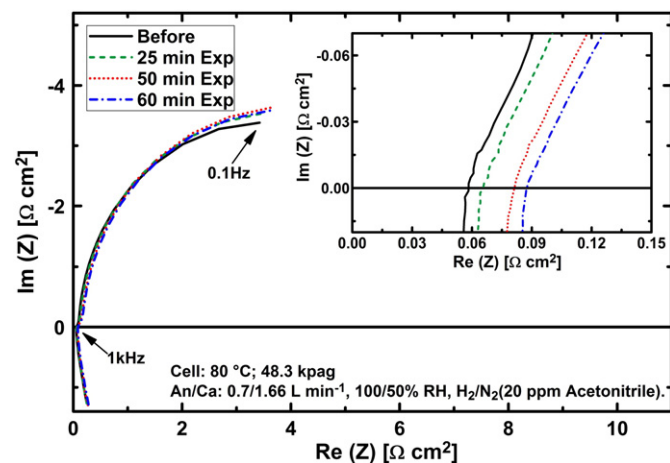 Before
25 min Exp
50 min Exp
60 min Exp
-4
-2
0
0 2 4 6 8 10
Im (Z) [Ω cm²]
Re (Z) [Ω cm²]
0.1Hz
1kHz
-0.06
-0.03
0.00
0.00 0.03 0.06 0.09 0.12 0.15
Im (Z) [Ω cm²]
Re (Z) [Ω cm²]
Cell: 80 °C; 48.3 kpag
An/Ca: 0.7/1.66 L min⁻¹, 100/50% RH, H₂/N₂(20 ppm Acetonitrile).